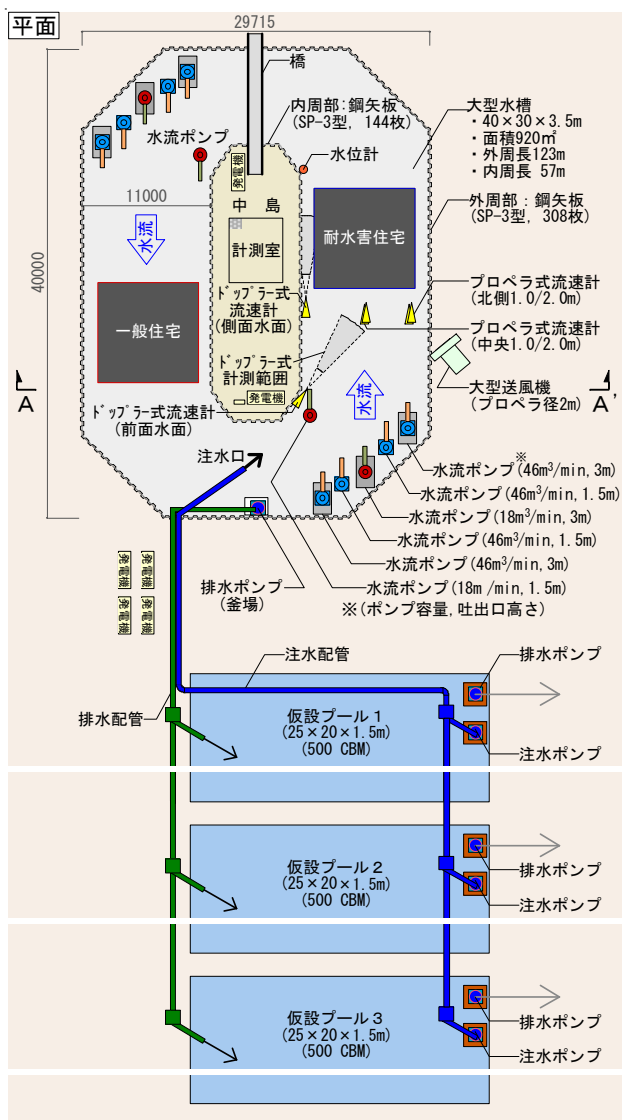 平面
29715
橋
内周部:鋼矢板
(SP-3型, 144枚)
大型水槽
・40×30×3.5m
・面積920㎡
・外周長123m
・内周長 57m
水流ポンプ
発電機
水位計
11000
中 島
外周部:鋼矢板
(SP-3型, 308枚)
水流
計測室
耐水害住宅
40000
ドップラー式
流速計
(側面水面)
プロペラ式流速計
(北側1.0/2.0m)
一般住宅
プロペラ式流速計
(中央1.0/2.0m)
ドップラー式
計測範囲
A
発電機
水流
大型送風機
(プロペラ径2m)
A'
ドップラー式流速計
(前面水面)
注水口
※
水流ポンプ(46m³/min, 3m)
水流ポンプ(46m³/min, 1.5m)
水流ポンプ(18m³/min, 3m)
水流ポンプ(46m³/min, 1.5m)
水流ポンプ(46m³/min, 3m)
水流ポンプ(18m /min, 1.5m)
※(ポンプ容量, 吐出口高さ)
発電機
発電機
発電機
発電機
排水ポンプ
(釜場)
注水配管
排水ポンプ
排水配管
仮設プール1
(25×20×1.5m)
(500 CBM)
注水ポンプ
仮設プール2
(25×20×1.5m)
(500 CBM)
排水ポンプ
注水ポンプ
仮設プール3
(25×20×1.5m)
(500 CBM)
排水ポンプ
注水ポンプ